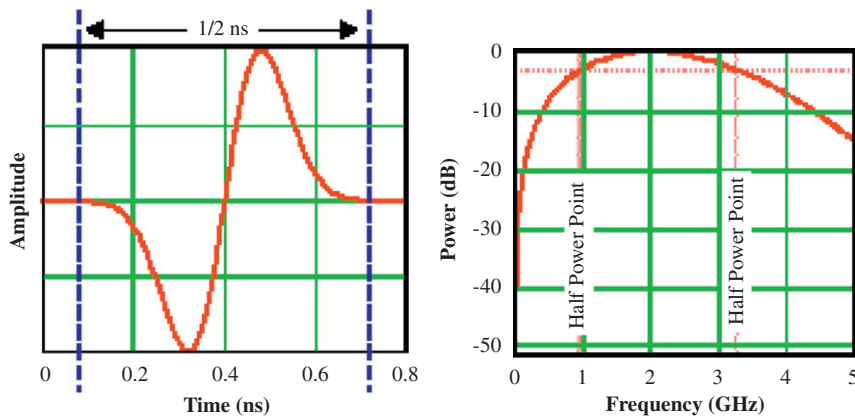 1/2 ns
Amplitude
0
0.2
0.4
0.6
0.8
Time (ns)
0
-10
-20
-30
-40
-50
Power (dB)
Half Power Point
Half Power Point
0
1
2
3
4
5
Frequency (GHz)